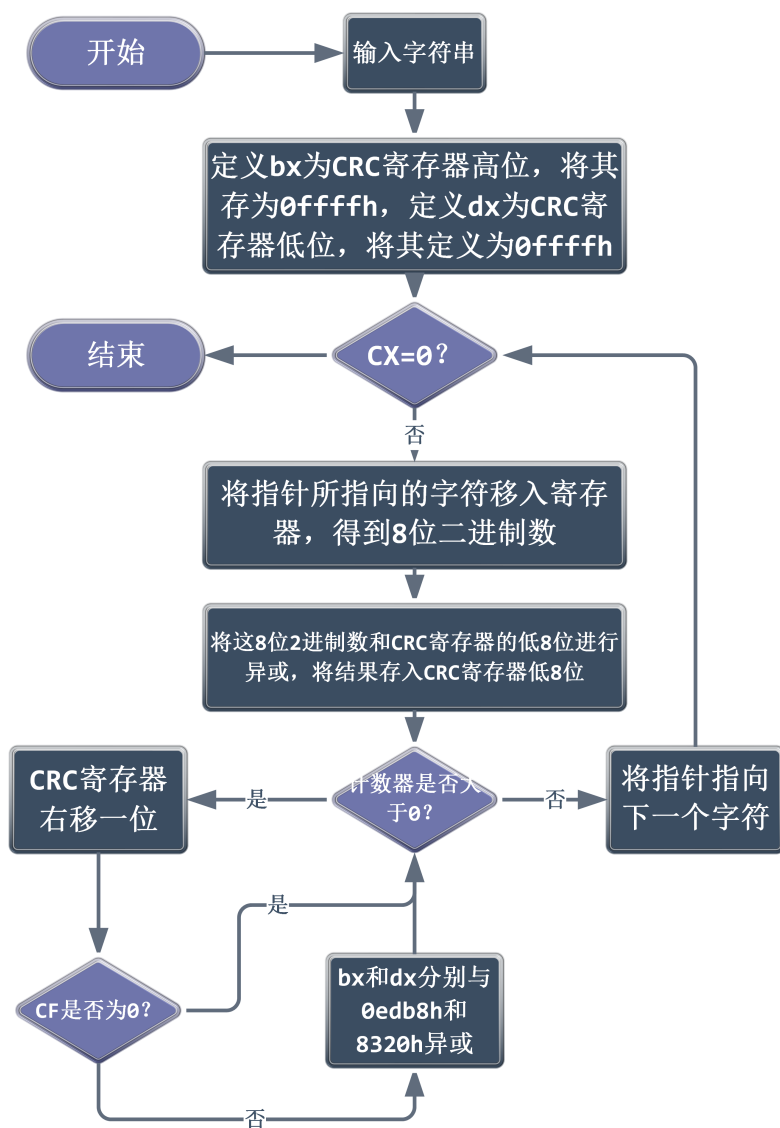 开始
输入字符串
定义bx为CRC寄存器高位，将其
存为0ffffh，定义dx为CRC寄
存器低位，将其定义为0ffffh
结束
CX=0？
否
将指针所指向的字符移入寄存
器，得到8位二进制数
将这8位2进制数和CRC寄存器的低8位进行
异或，将结果存入CRC寄存器低8位
CRC寄存器
右移一位
是
计数器是否大
于0？
否
将指针指向
下一个字符
是
CF是否为0？
bx和dx分别与
0edb8h和
8320h异或
否